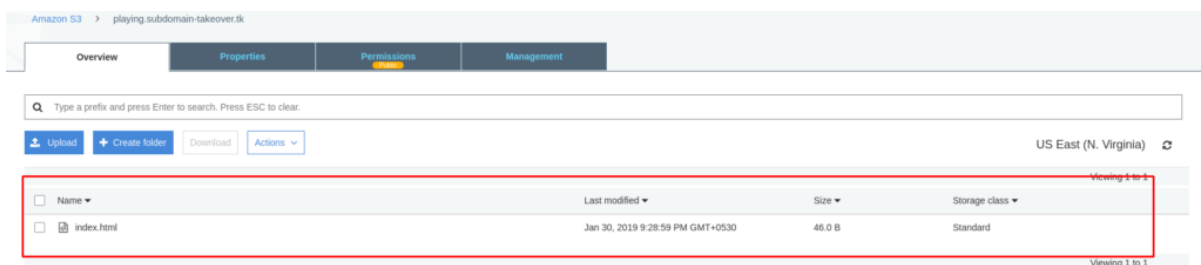 Amazon S3 > playing.subdomain-takeover.tk
Overview Properties Permissions Management
Public
Type a prefix and press Enter to search. Press ESC to clear.
Upload + Create folder Download Actions US East (N. Virginia)
Viewing 1 to 1
Name Last modified Size Storage class
index.html Jan 30, 2019 9:28:59 PM GMT+0530 46.0 B Standard
Viewing 1 to 1